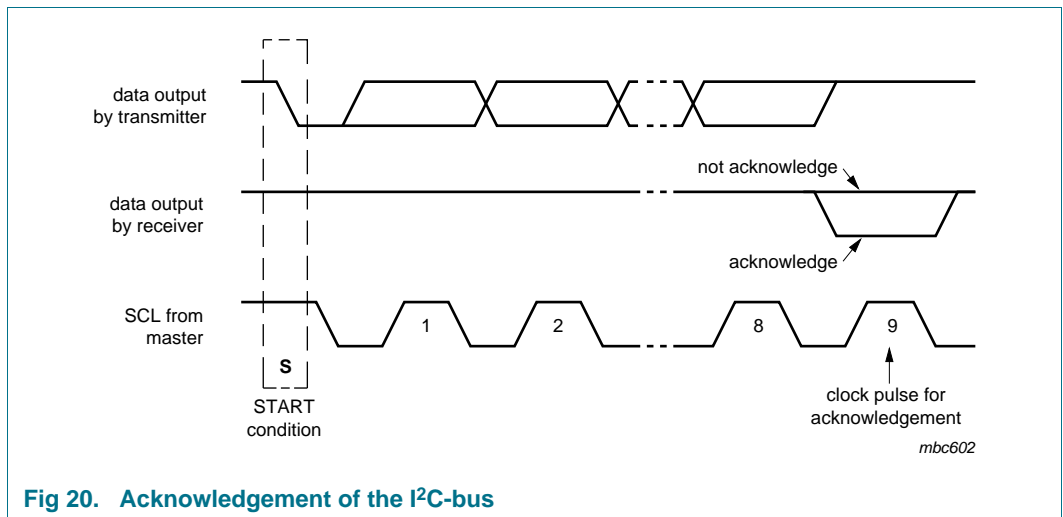 data output
by transmitter
not acknowledge
data output
by receiver
acknowledge
SCL from
master
1
2
8
9
S
START
condition
clock pulse for
acknowledgement
mbc602
Fig 20. Acknowledgement of the I²C-bus